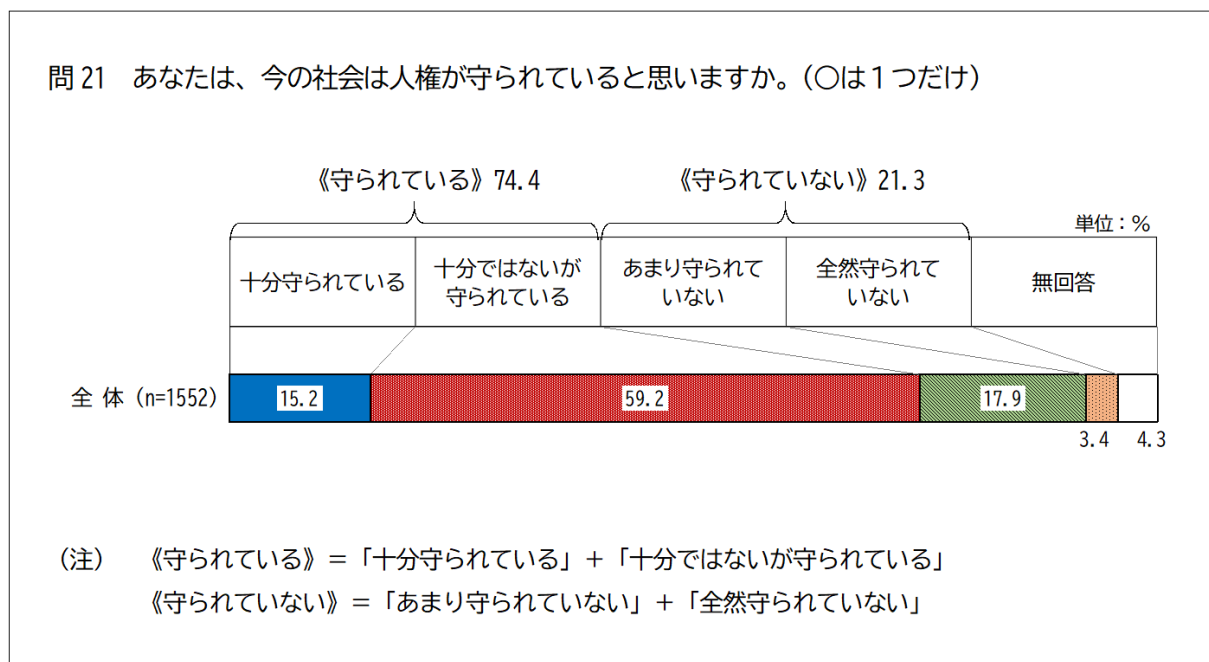 問21 あなたは、今の社会は人権が守られていると思いますか。（〇は１つだけ）
《守られている》74.4
《守られていない》21.3
単位：％
十分守られている
十分ではないが
守られている
あまり守られて
いない
全然守られて
いない
無回答
全 体 (n=1552)
15.2
59.2
17.9
3.4
4.3
（注） 《守られている》＝「十分守られている」＋「十分ではないが守られている」
《守られていない》＝「あまり守られていない」＋「全然守られていない」